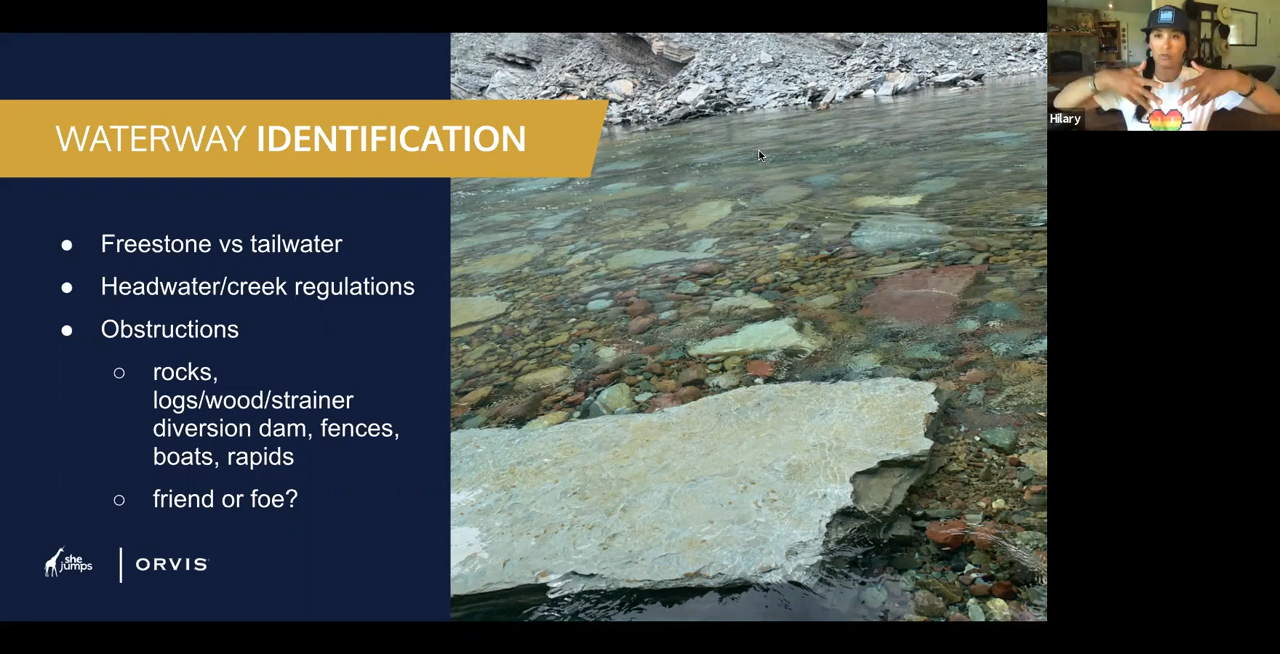 WATERWAY IDENTIFICATION
Freestone vs tailwater
Headwater/creek regulations
Obstructions
rocks,
logs/wood/strainer
diversion dam, fences,
boats, rapids
friend or foe?
she
jumps
ORVIS
Hilary